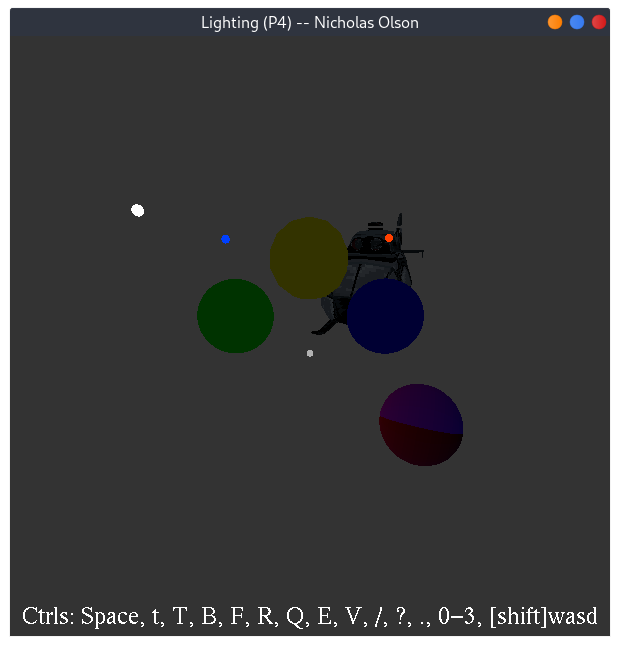 Lighting (P4) -- Nicholas Olson
Ctrls: Space, t, T, B, F, R, Q, E, V, /, ?, ., 0-3, [shift]wasd